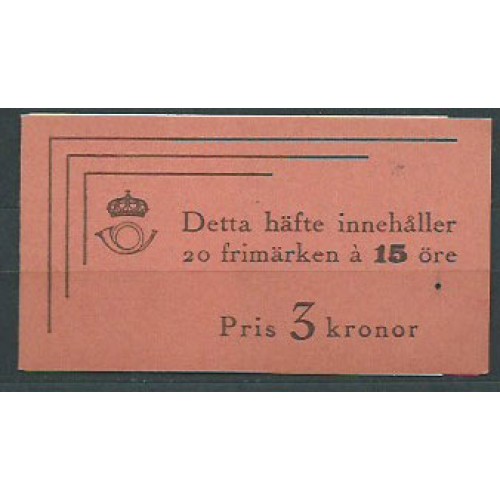 Detta häfte innehåller
20 frimärken à 15 öre
Pris 3 kronor